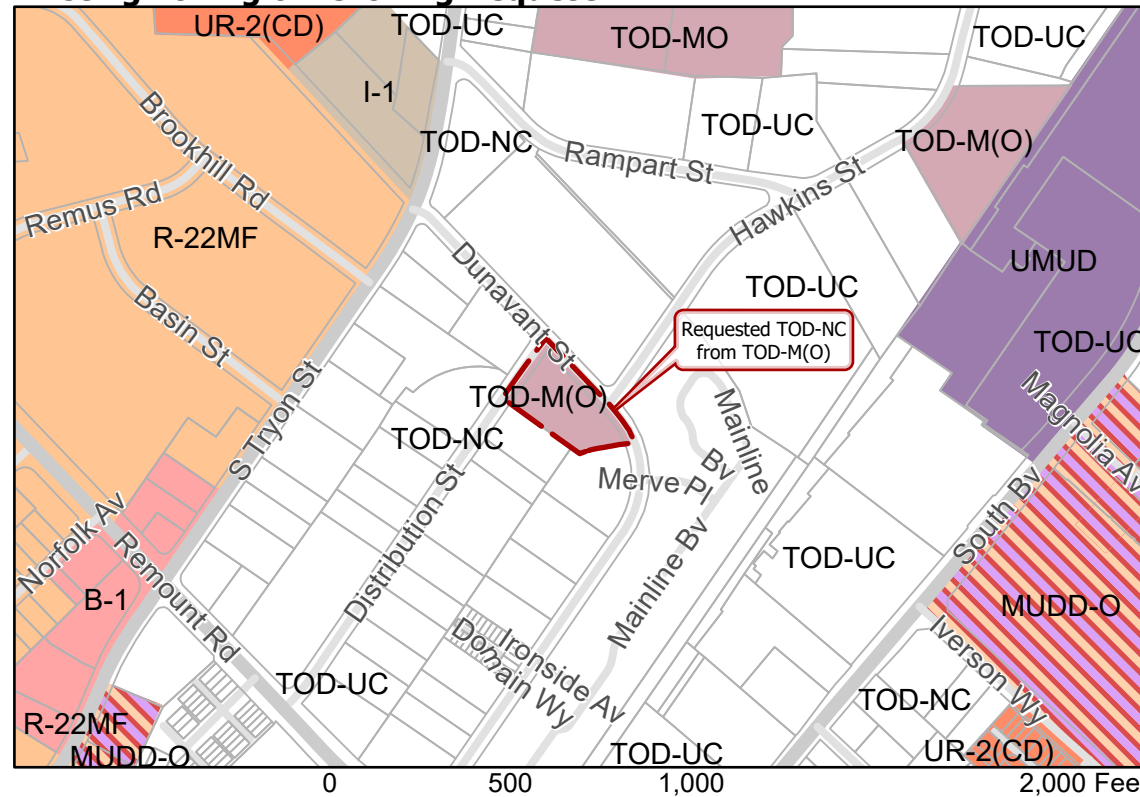 UR-2(CD)
TOD-UC
TOD-MO
TOD-UC
I-1
TOD-NC
TOD-UC
TOD-M(O)
Brookhill Rd
Rampart St
Hawkins St
Remus Rd
R-22MF
Dunavant St
UMUD
TOD-UC
Basin St
Requested TOD-NC
from TOD-M(O)
TOD-UC
Magnolia Av
S Tryon St
TOD-M(O)
Mainline
Bv
TOD-NC
Merve Pl
Distribution St
Norfolk Av
Remount Rd
B-1
Mainline Bv
TOD-UC
South Bv
MUDD-O
Ironside Av
Domain Wy
Iverson Wy
TOD-UC
TOD-NC
R-22MF
MUDD-O
TOD-UC
UR-2(CD)
0 500 1,000 2,000 Fee